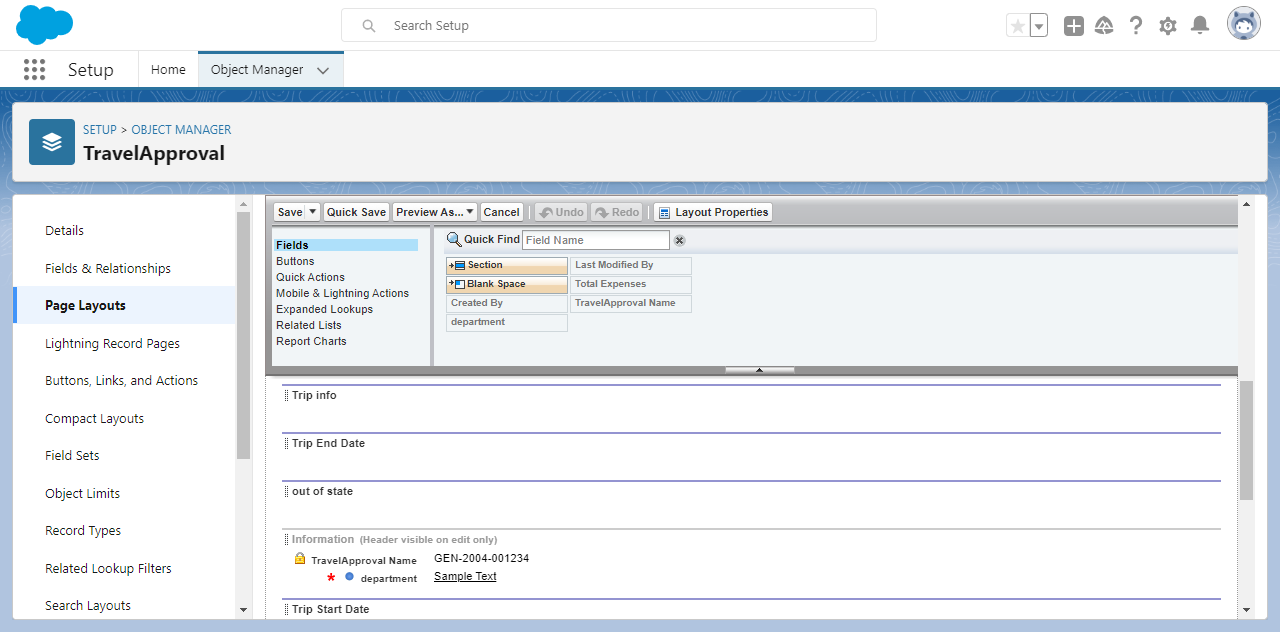 Search Setup
Setup
Home
Object Manager
SETUP > OBJECT MANAGER
TravelApproval
Details
Fields & Relationships
Page Layouts
Lightning Record Pages
Buttons, Links, and Actions
Compact Layouts
Field Sets
Object Limits
Record Types
Related Lookup Filters
Search Layouts
Save
Quick Save
Preview As...
Cancel
Undo
Redo
Layout Properties
Fields
Buttons
Quick Actions
Mobile & Lightning Actions
Expanded Lookups
Related Lists
Report Charts
Quick Find
Field Name
Section
Last Modified By
Blank Space
Total Expenses
Created By
TravelApproval Name
department
Trip info
Trip End Date
out of state
Information (Header visible on edit only)
TravelApproval Name GEN-2004-001234
* department Sample Text
Trip Start Date